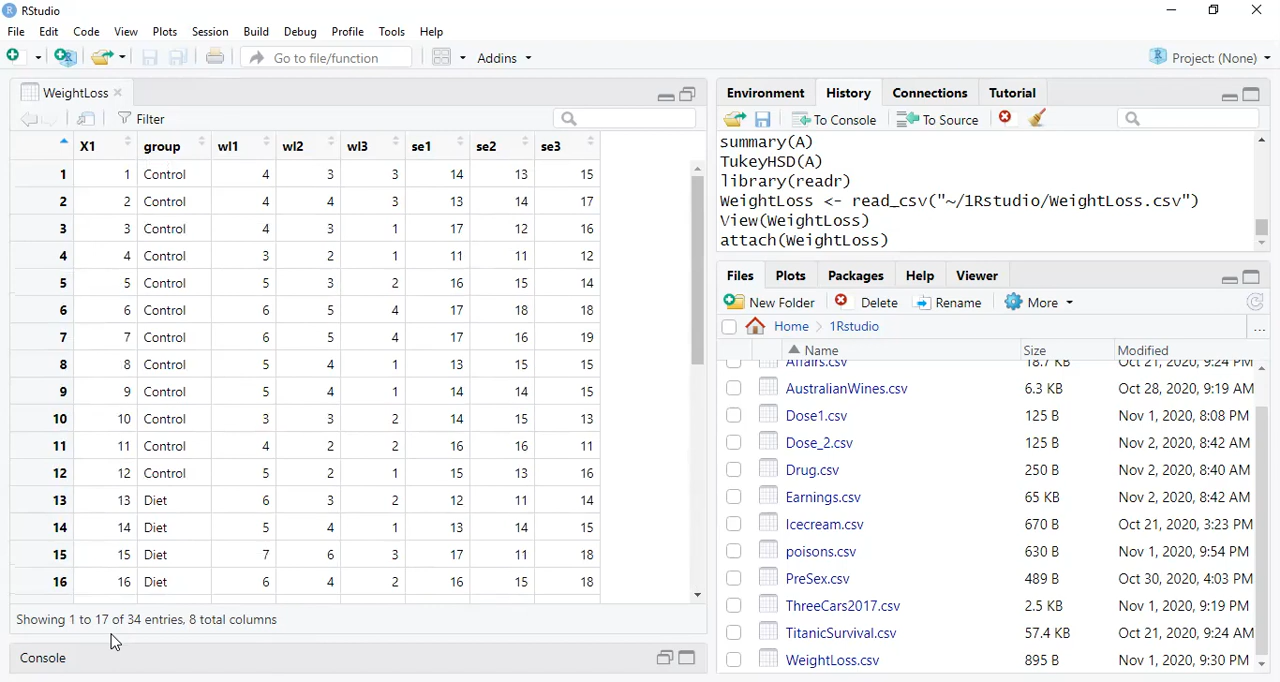 RStudio
File Edit Code View Plots Session Build Debug Profile Tools Help
Go to file/function Addins Project: (None)
WeightLoss
Filter
X1 group wl1 wl2 wl3 se1 se2 se3
1 1 Control 4 3 3 14 13 15
2 2 Control 4 4 3 13 14 17
3 3 Control 4 3 1 17 12 16
4 4 Control 3 2 1 11 11 12
5 5 Control 5 3 2 16 15 14
6 6 Control 6 5 4 17 18 18
7 7 Control 6 5 4 17 16 19
8 8 Control 5 4 1 13 15 15
9 9 Control 5 4 1 14 14 15
10 10 Control 3 3 2 14 15 13
11 11 Control 4 2 2 16 16 11
12 12 Control 5 2 1 15 13 16
13 13 Diet 6 3 2 12 11 14
14 14 Diet 5 4 1 13 14 15
15 15 Diet 7 6 3 17 11 18
16 16 Diet 6 4 2 16 15 18
Showing 1 to 17 of 34 entries, 8 total columns
Console
Environment History Connections Tutorial
To Console To Source
summary(A)
TukeyHSD(A)
library(readr)
WeightLoss <- read_csv("~/1Rstudio/WeightLoss.csv")
View(WeightLoss)
attach(WeightLoss)
Files Plots Packages Help Viewer
New Folder Delete Rename More
Home 1Rstudio ...
Name Size Modified
Affairs.csv 18.7 KB Oct 21, 2020, 9:24 PM
AustralianWines.csv 6.3 KB Oct 28, 2020, 9:19 AM
Dose1.csv 125 B Nov 1, 2020, 8:08 PM
Dose_2.csv 125 B Nov 2, 2020, 8:42 AM
Drug.csv 250 B Nov 2, 2020, 8:40 AM
Earnings.csv 65 KB Nov 2, 2020, 8:42 AM
Icecream.csv 670 B Oct 21, 2020, 3:23 PM
poisons.csv 630 B Nov 1, 2020, 9:54 PM
PreSex.csv 489 B Oct 30, 2020, 4:03 PM
ThreeCars2017.csv 2.5 KB Nov 1, 2020, 9:19 PM
TitanicSurvival.csv 57.4 KB Oct 21, 2020, 9:24 AM
WeightLoss.csv 895 B Nov 1, 2020, 9:30 PM